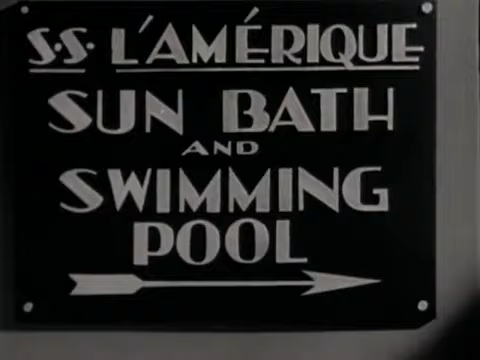 S·S· L'AMÉRIQUE
SUN BATH
AND
SWIMMING
POOL